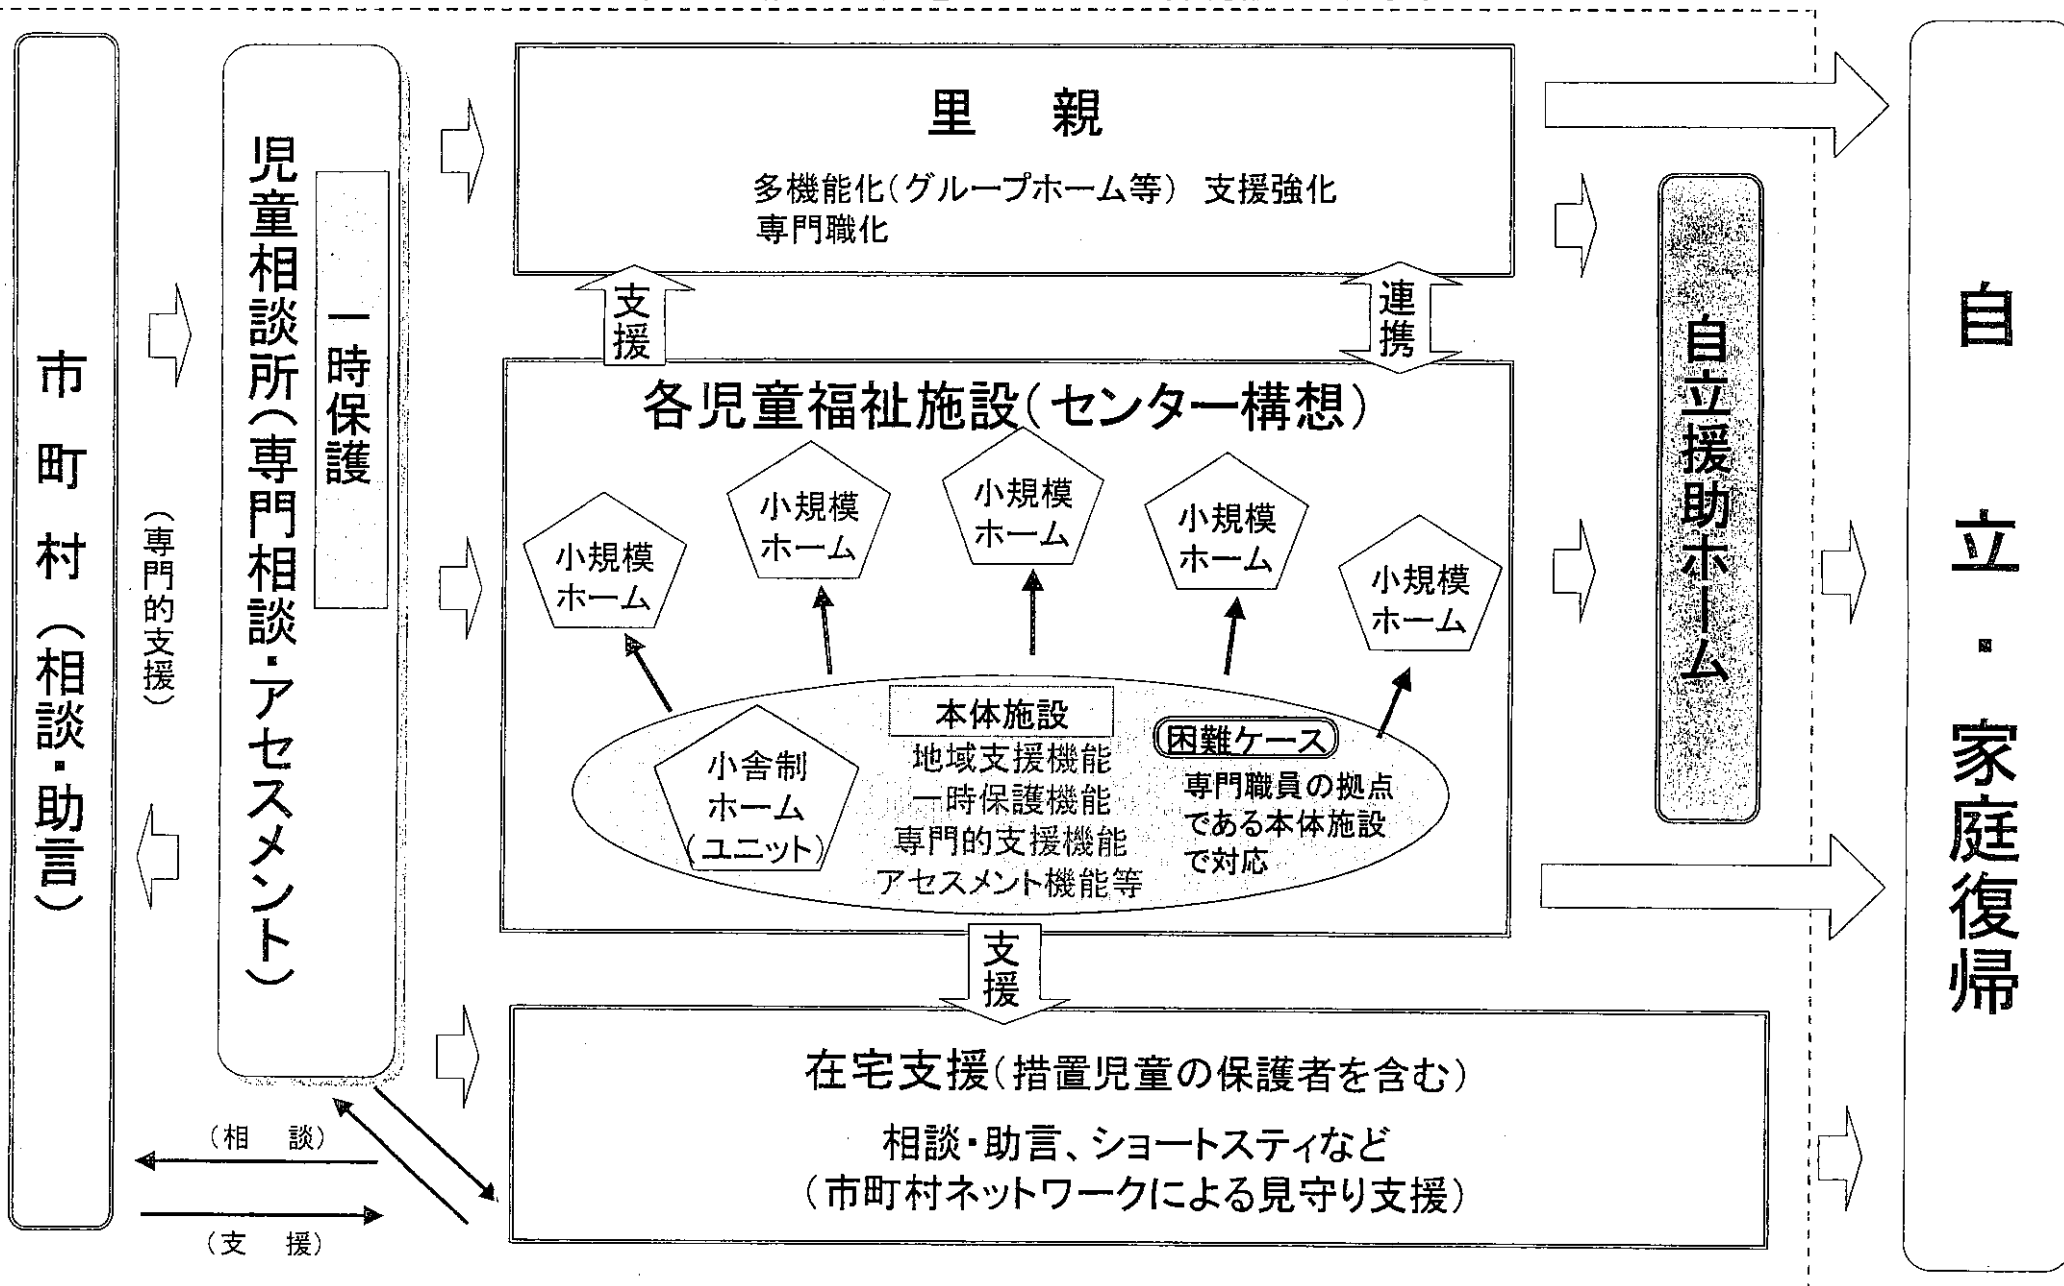 市町村（相談・助言）
（専門的支援）
児童相談所（専門相談・アセスメント）
一時保護
里　親
多機能化（グループホーム等）　支援強化
専門職化
支援
連携
各児童福祉施設（センター構想）
小規模
ホーム
小規模
ホーム
小規模
ホーム
小規模
ホーム
小規模
ホーム
本体施設
地域支援機能
一時保護機能
専門的支援機能
アセスメント機能等
小舎制
ホーム
（ユニット）
困難ケース
専門職員の拠点
である本体施設
で対応
支援
在宅支援（措置児童の保護者を含む）
相談・助言、ショートスティなど
（市町村ネットワークによる見守り支援）
（相　談）
（支　援）
自立援助ホーム
自立・家庭復帰